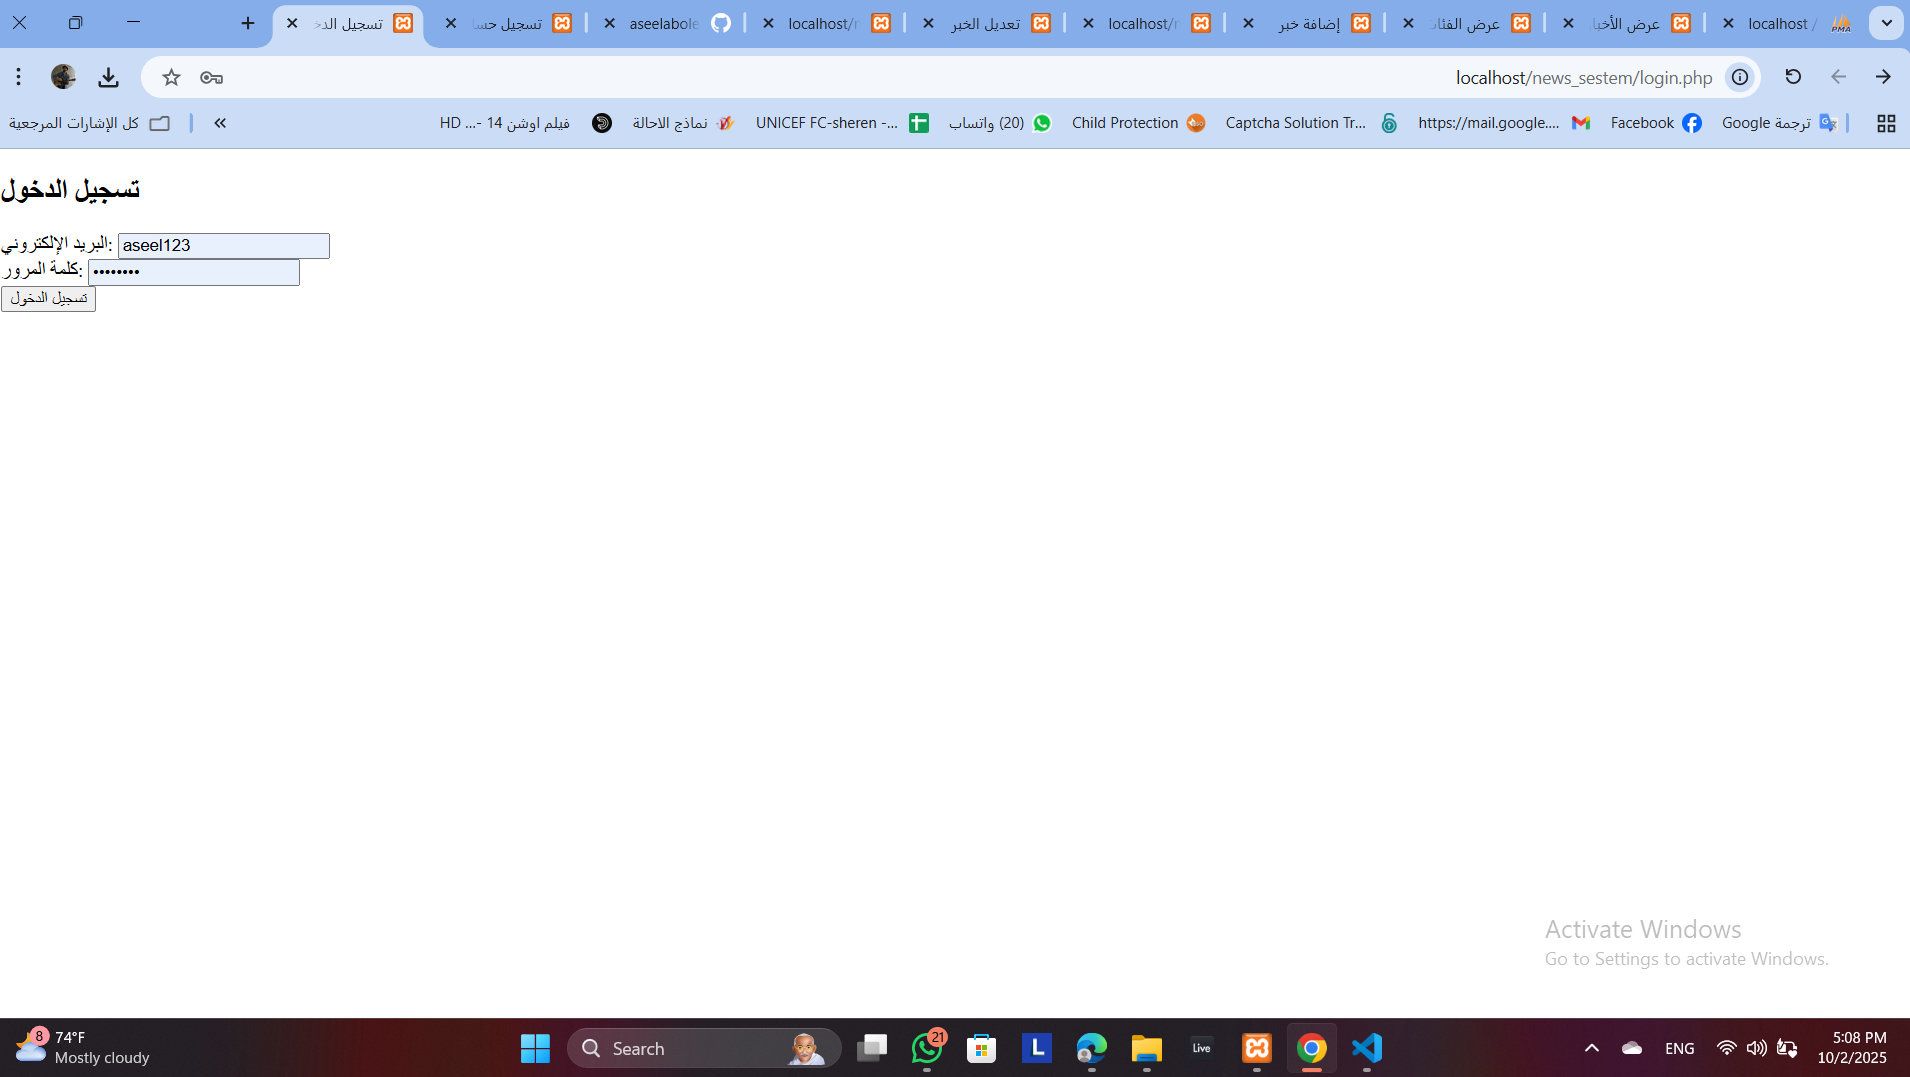 تسجيل الدخ
تسجيل حسا
aseelabole
localhost/r
تعديل الخبر
localhost/r
إضافة خبر
عرض الفئات
عرض الأخبا
localhost /
localhost/news_sestem/login.php
كل الإشارات المرجعية
فيلم اوشن 14 -... HD
نماذج الاحالة
UNICEF FC-sheren -...
(20) واتساب
Child Protection
Captcha Solution Tr...
https://mail.google....
Facebook
ترجمة Google
تسجيل الدخول
البريد الإلكتروني: aseel123
كلمة المرور: ••••••••
تسجيل الدخول
Activate Windows
Go to Settings to activate Windows.
8
74°F
Mostly cloudy
Search
21
L
Live
ENG
5:08 PM
10/2/2025
PMA